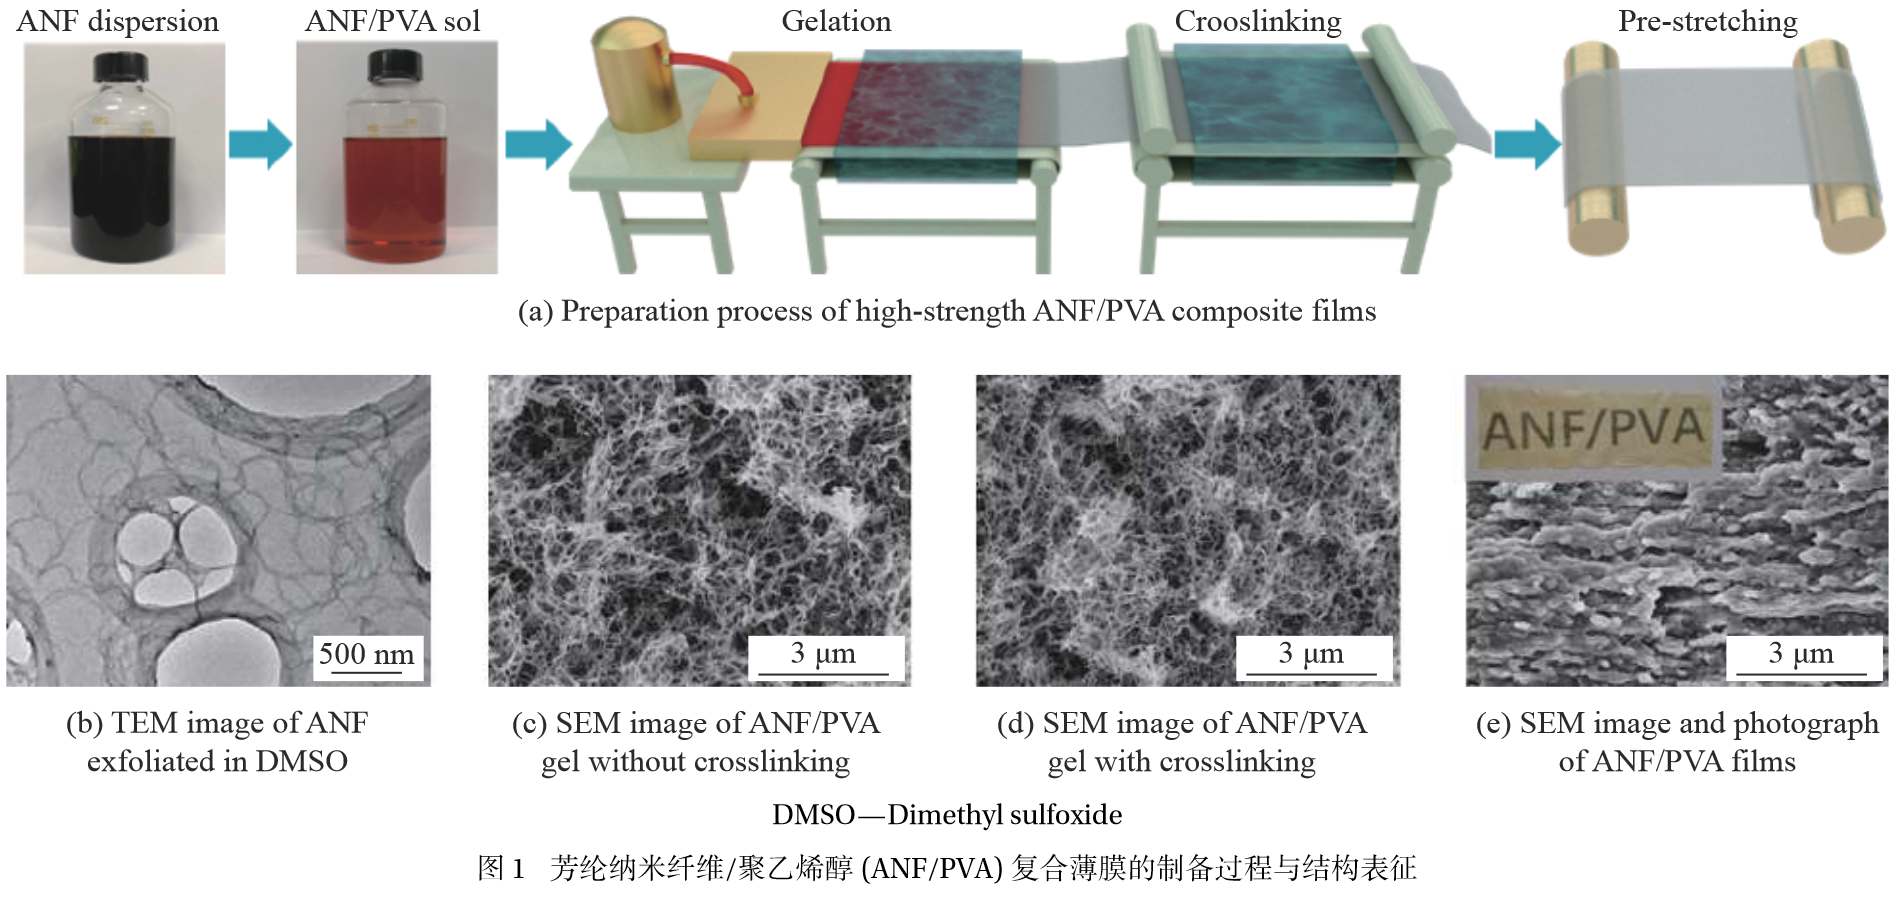 ANF dispersion
ANF/PVA sol
Gelation
Crooslinking
Pre-stretching
(a) Preparation process of high-strength ANF/PVA composite films
500 nm
3 μm
3 μm
ANF/PVA
3 μm
(b) TEM image of ANF
exfoliated in DMSO
(c) SEM image of ANF/PVA
gel without crosslinking
(d) SEM image of ANF/PVA
gel with crosslinking
(e) SEM image and photograph
of ANF/PVA films
DMSO—Dimethyl sulfoxide
图 1 芳纶纳米纤维/聚乙烯醇 (ANF/PVA) 复合薄膜的制备过程与结构表征